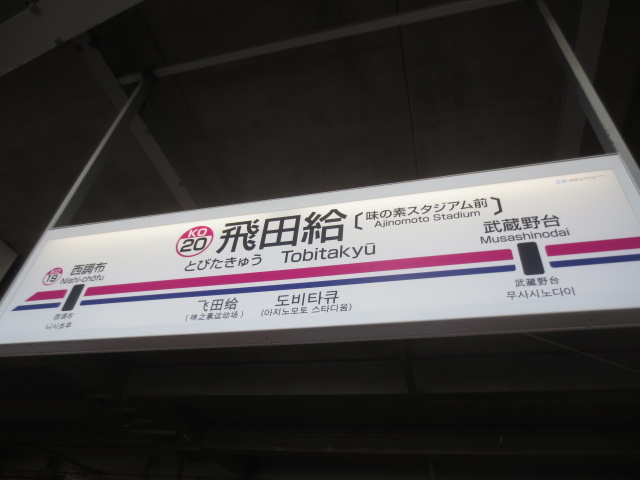 KO
20
飛田給
〔味の素スタジアム前〕
Ajinomoto Stadium
とびたきゅう Tobitakyū
KO
19
西調布
Nishi-chōfu
武蔵野台
Musashinodai
西调布
니시초후
飞田给
(味之素运动场)
도비타큐
(아지노모토 스타디움)
武藏野台
무사시노다이